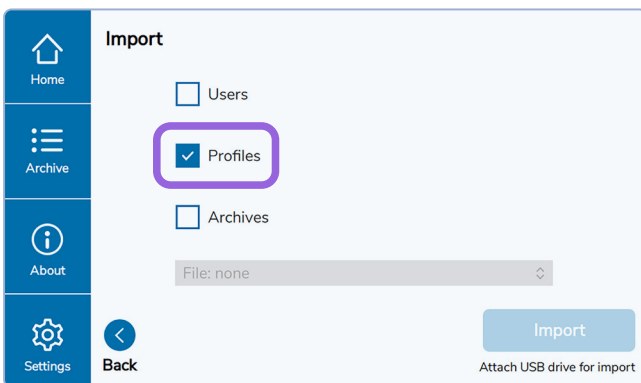 Import
Home
Users
Archive
Profiles
Archives
About
File: none
Settings
Back
Import
Attach USB drive for import